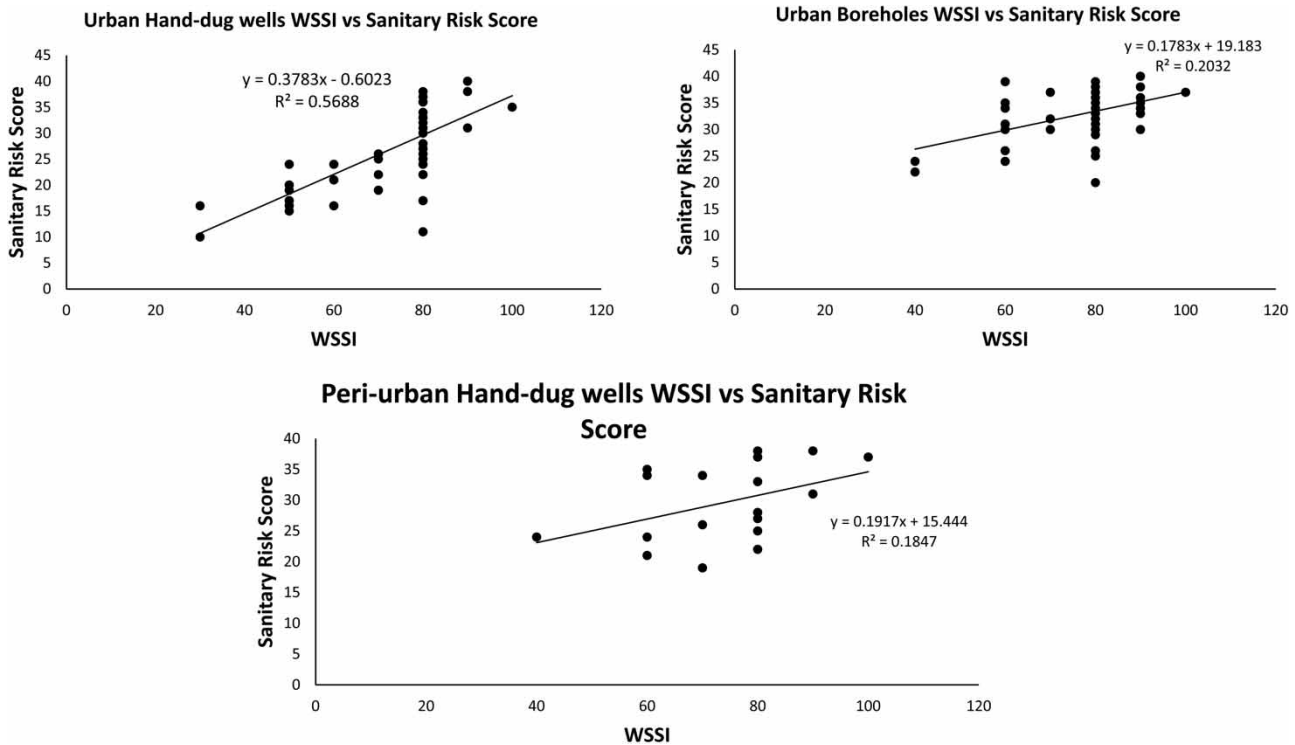 Urban Hand-dug wells WSSI vs Sanitary Risk Score
Sanitary Risk Score
45
40
35
30
25
20
15
10
5
0
y = 0.3783x - 0.6023
R² = 0.5688
0 20 40 60 80 100 120
WSSI
Urban Boreholes WSSI vs Sanitary Risk Score
Sanitary Risk Score
45
40
35
30
25
20
15
10
5
0
y = 0.1783x + 19.183
R² = 0.2032
0 20 40 60 80 100 120
WSSI
Peri-urban Hand-dug wells WSSI vs Sanitary Risk
Score
Sanitary Risk Score
40
35
30
25
20
15
10
5
0
y = 0.1917x + 15.444
R² = 0.1847
0 20 40 60 80 100 120
WSSI